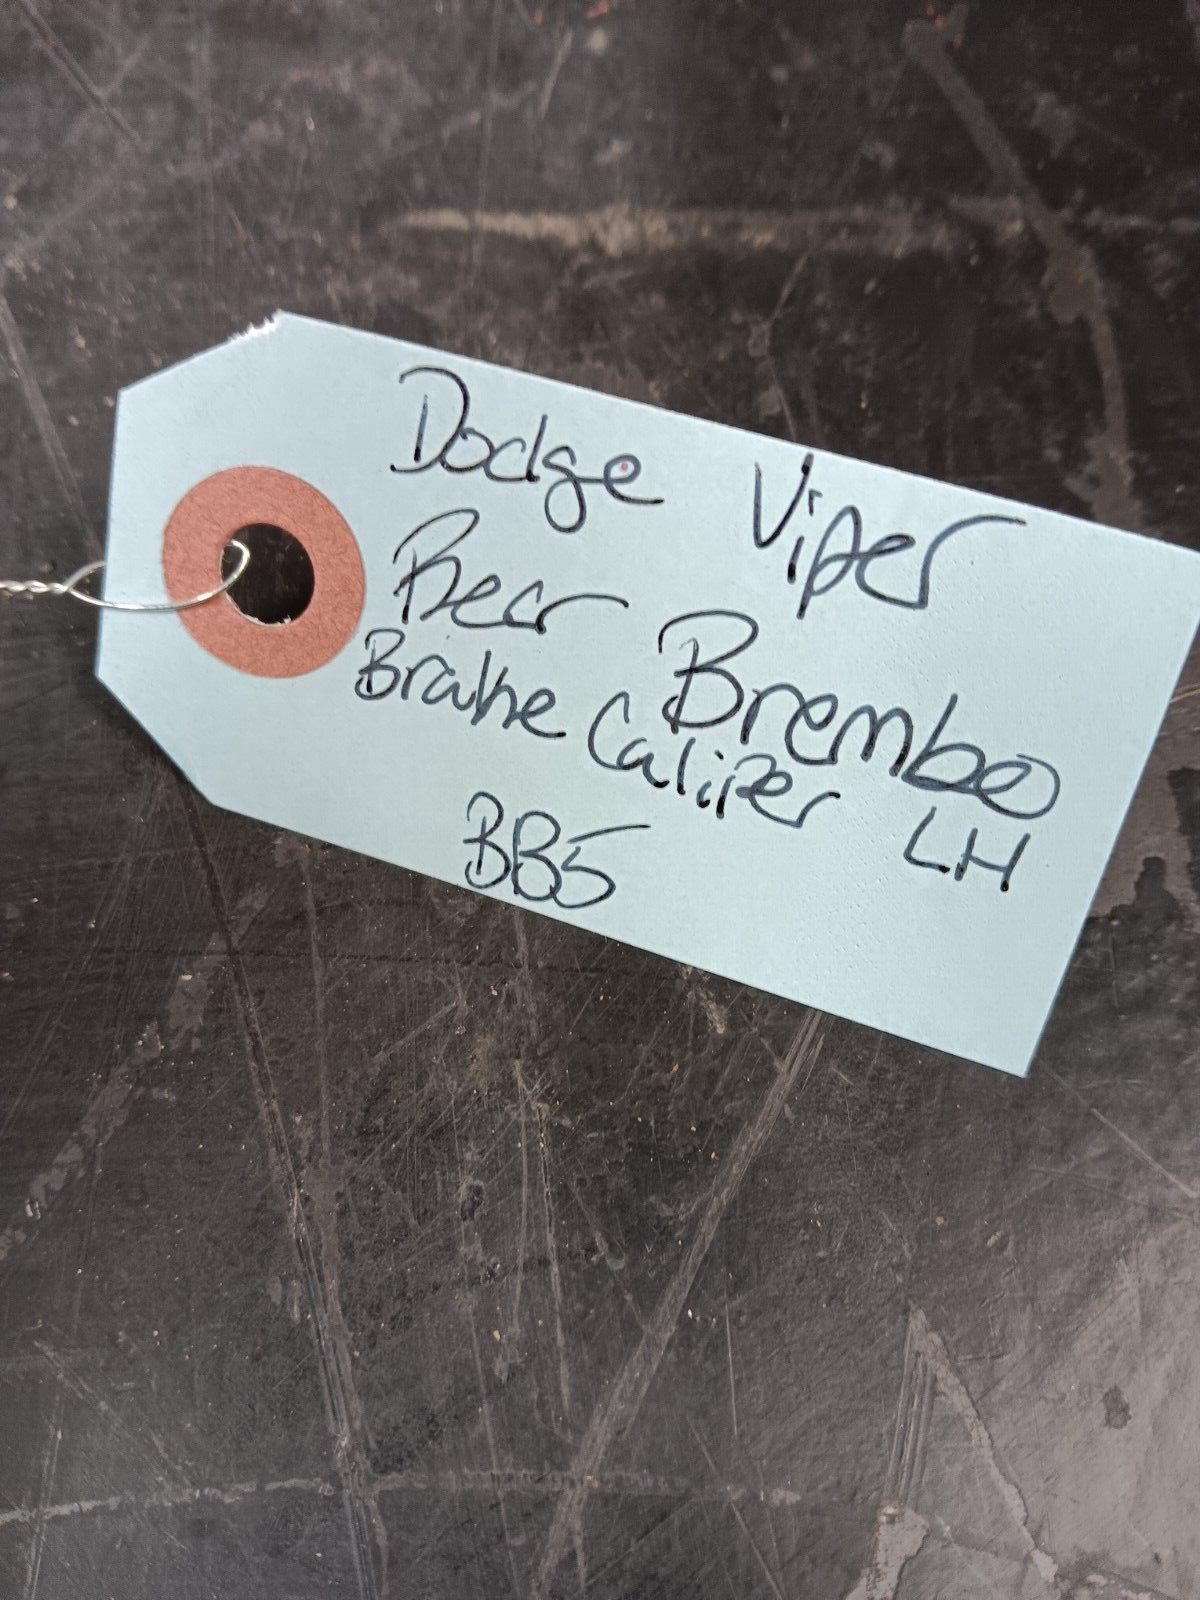 Dodge Viper
Rear Brembo
Brake Caliper LH
BB5